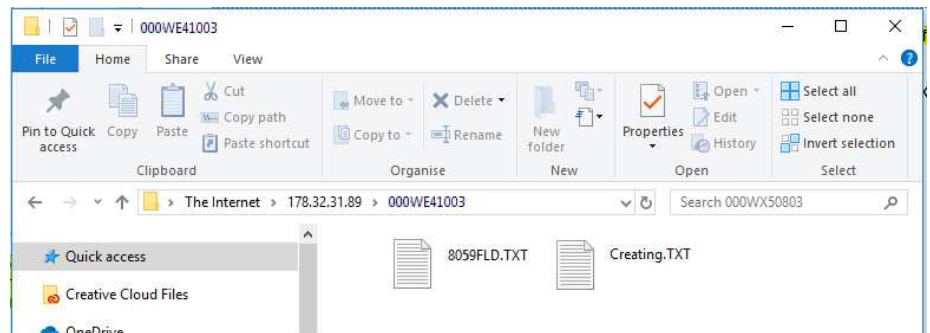 000WE41003
File Home Share View
Pin to Quick access
Copy
Paste
Cut
Copy path
Paste shortcut
Clipboard
Move to
Copy to
Delete
Rename
Organise
New folder
New
Properties
Open
Edit
History
Open
Select all
Select none
Invert selection
Select
The Internet > 178.32.31.89 > 000WE41003
Search 000WX50803
Quick access
Creative Cloud Files
OneDrive
8059FLD.TXT
Creating.TXT